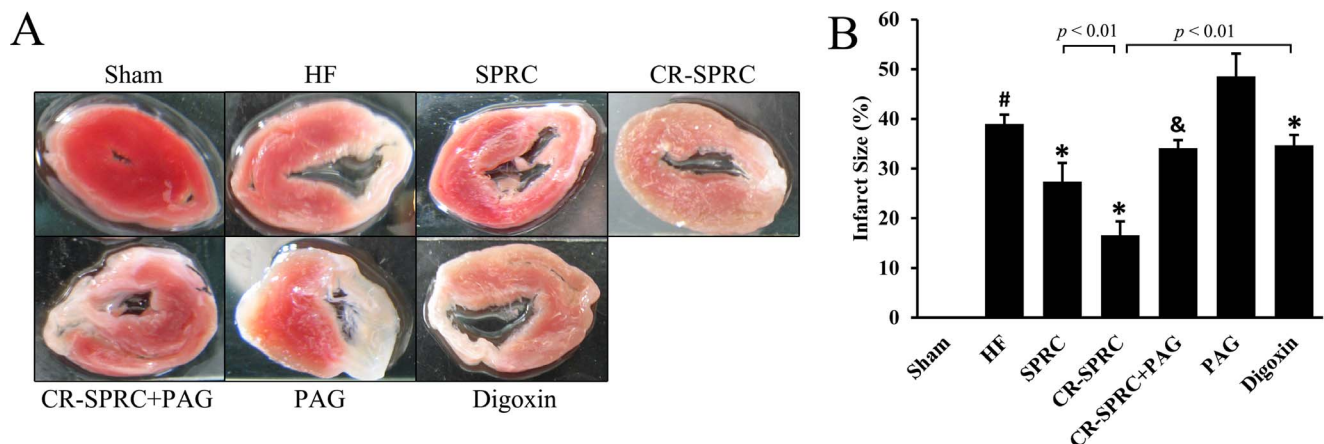 A
Sham HF SPRC CR-SPRC
CR-SPRC+PAG PAG Digoxin
B
p < 0.01 p < 0.01
60
50
40
30
20
10
0
Infarct Size (%)
# * * & *
Sham HF SPRC CR-SPRC CR-SPRC+PAG PAG Digoxin